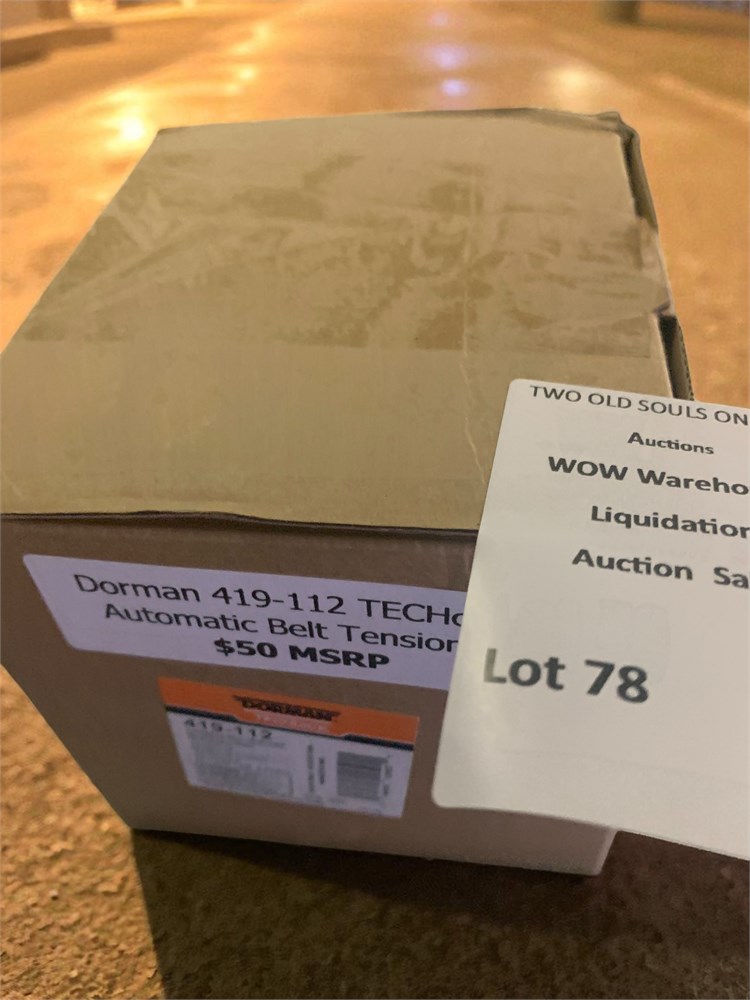 TWO OLD SOULS ON
Auctions
WOW Wareho
Liquidation
Auction Sa
Lot 78
Dorman 419-112 TECHo
Automatic Belt Tension
$50 MSRP
DORMAN
419-112